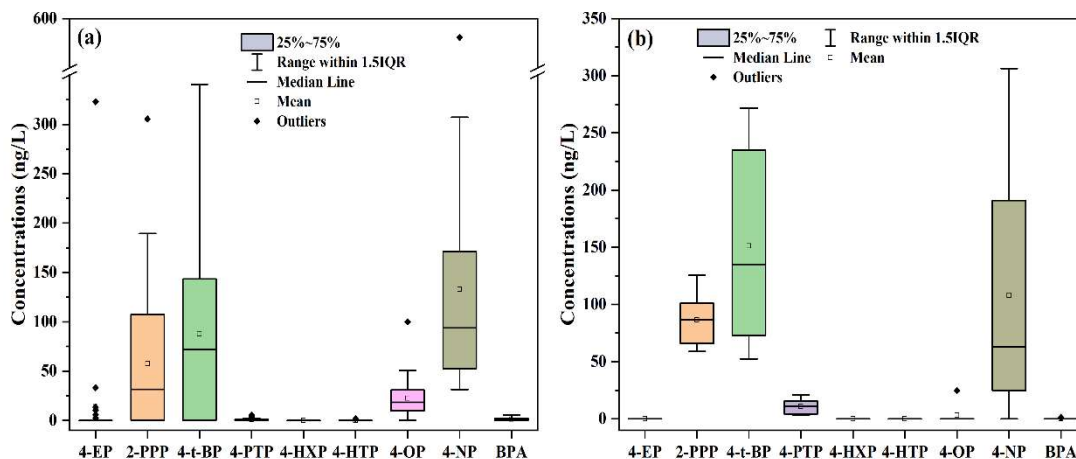 (a)
25%~75%
Range within 1.5IQR
Median Line
Mean
Outliers
Concentrations (ng/L)
600
300
250
200
150
100
50
0
4-EP 2-PPP 4-t-BP 4-PTP 4-HXP 4-HTP 4-OP 4-NP BPA
(b)
25%~75% Range within 1.5IQR
Median Line Mean
Outliers
Concentrations (ng/L)
350
300
250
200
150
100
50
0
4-EP 2-PPP 4-t-BP 4-PTP 4-HXP 4-HTP 4-OP 4-NP BPA